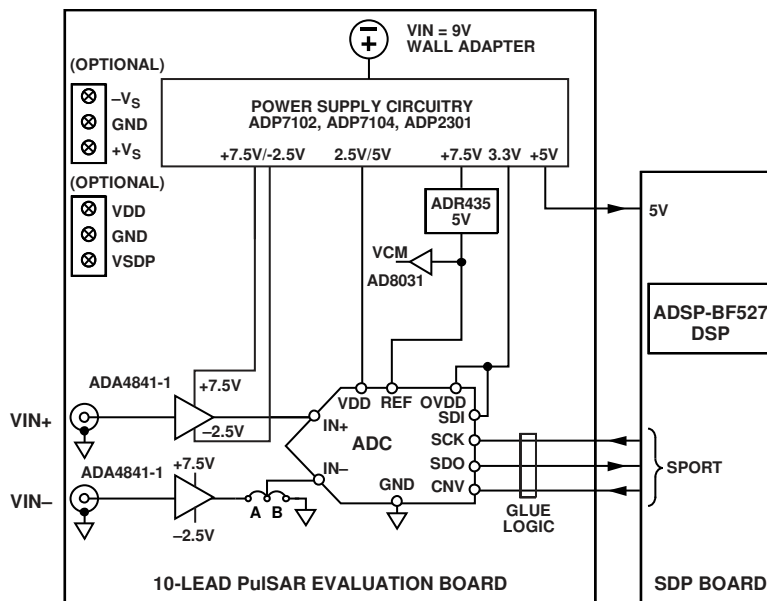 VIN = 9V
WALL ADAPTER
(OPTIONAL)
–VS
GND
+VS
POWER SUPPLY CIRCUITRY
ADP7102, ADP7104, ADP2301
+7.5V/-2.5V 2.5V/5V +7.5V 3.3V +5V
(OPTIONAL)
VDD
GND
VSDP
ADR435
5V
5V
VCM
AD8031
ADSP-BF527
DSP
ADA4841-1
+7.5V
–2.5V
VIN+
VDD REF OVDD
SDI
IN+
ADC
SCK
SDO
CNV
IN–
GND
GLUE
LOGIC
SPORT
ADA4841-1
+7.5V
–2.5V
VIN–
A B
10-LEAD PulSAR EVALUATION BOARD
SDP BOARD